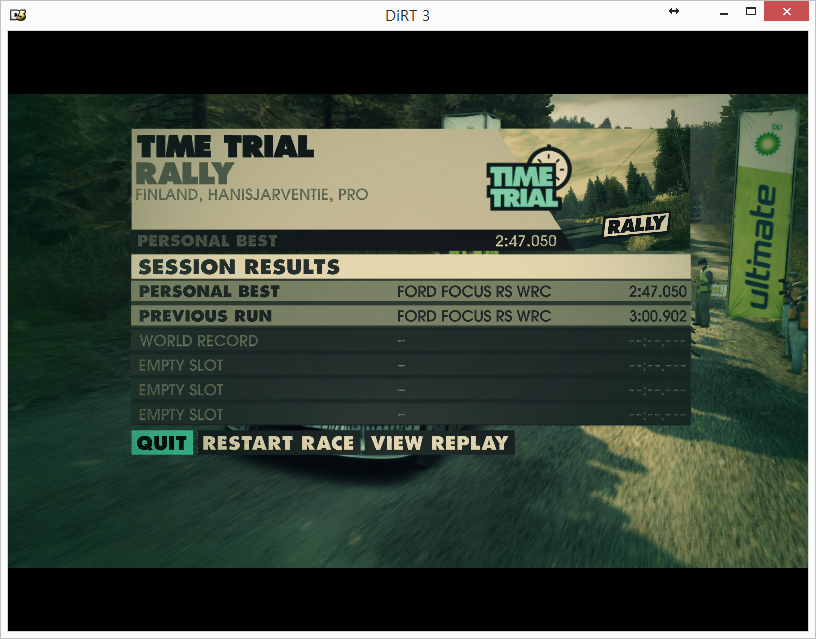 DiRT 3
TIME TRIAL
RALLY
FINLAND, HANISJARVENTIE, PRO
TIME
TRIAL
RALLY
bp
ultimate
PERSONAL BEST 2:47.050
SESSION RESULTS
PERSONAL BEST FORD FOCUS RS WRC 2:47.050
PREVIOUS RUN FORD FOCUS RS WRC 3:00.902
WORLD RECORD – --:--.---
EMPTY SLOT – --:--.---
EMPTY SLOT – --:--.---
EMPTY SLOT – --:--.---
QUIT RESTART RACE VIEW REPLAY